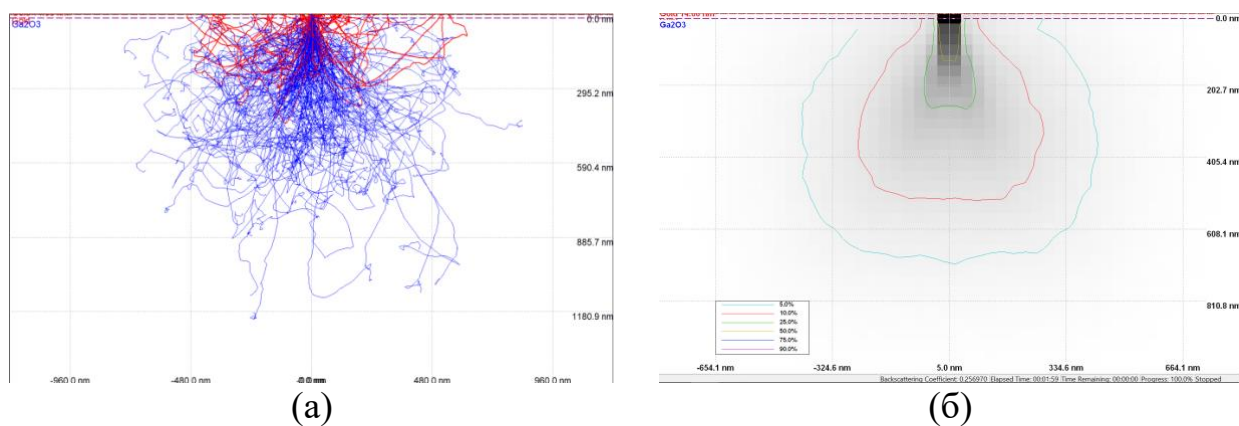 0.0 nm
Ga2O3
295.2 nm
590.4 nm
885.7 nm
1180.9 nm
-960.0 nm
-480.0 nm
480.0 nm
960.0 nm
(а)
0.0 nm
Ga2O3
202.7 nm
405.4 nm
608.1 nm
810.8 nm
5.0%
10.0%
25.0%
50.0%
75.0%
90.0%
-654.1 nm
-324.6 nm
5.0 nm
334.6 nm
664.1 nm
Backscattering Coefficient: 0.256970 Elapsed Time: 00:01:59 Time Remaining: 00:00:00 Progress: 100.0% Stopped
(б)